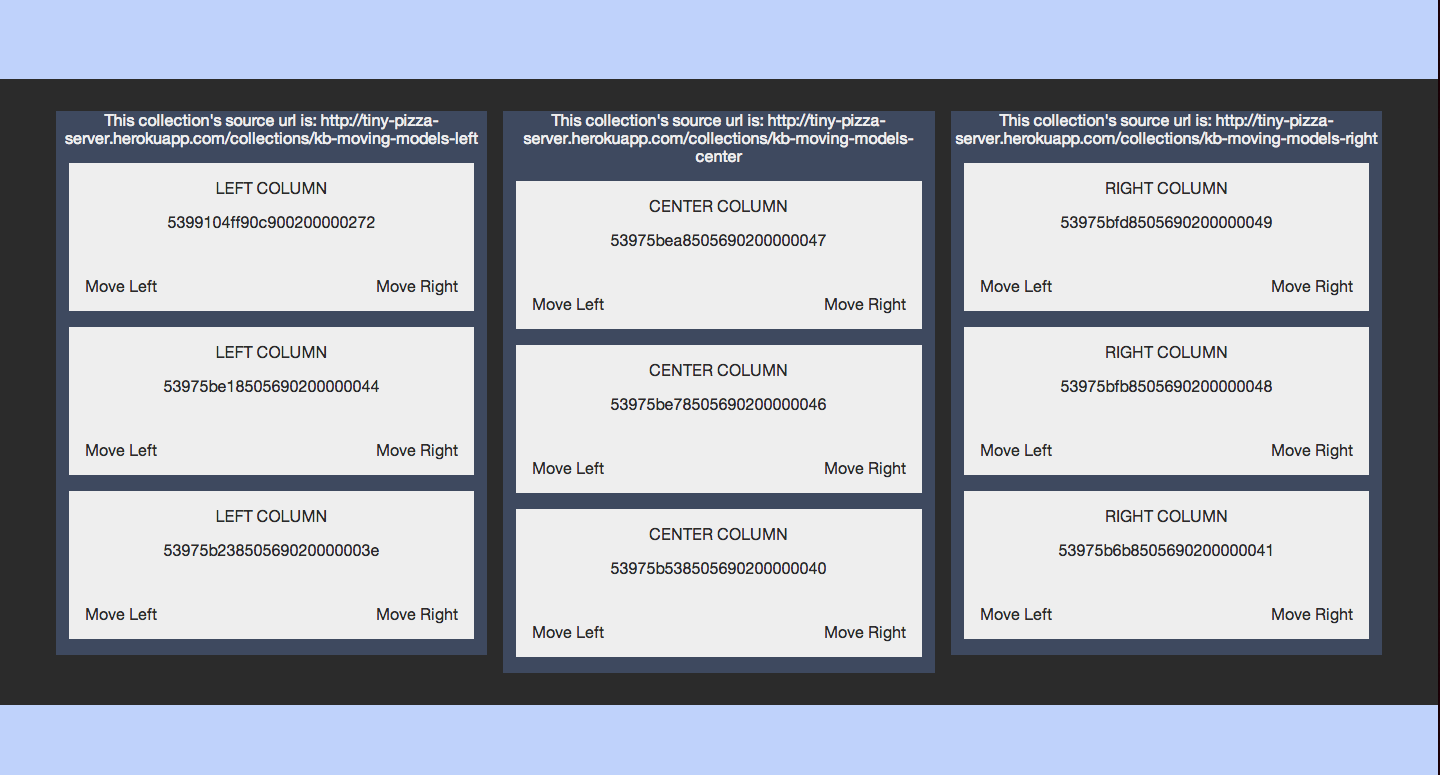 This collection's source url is: http://tiny-pizza-
server.herokuapp.com/collections/kb-moving-models-left
LEFT COLUMN
5399104ff90c900200000272
Move Left
Move Right
LEFT COLUMN
53975be18505690200000044
Move Left
Move Right
LEFT COLUMN
53975b23850569020000003e
Move Left
Move Right
This collection's source url is: http://tiny-pizza-
server.herokuapp.com/collections/kb-moving-models-
center
CENTER COLUMN
53975bea8505690200000047
Move Left
Move Right
CENTER COLUMN
53975be78505690200000046
Move Left
Move Right
CENTER COLUMN
53975b538505690200000040
Move Left
Move Right
This collection's source url is: http://tiny-pizza-
server.herokuapp.com/collections/kb-moving-models-right
RIGHT COLUMN
53975bfd8505690200000049
Move Left
Move Right
RIGHT COLUMN
53975bfb8505690200000048
Move Left
Move Right
RIGHT COLUMN
53975b6b8505690200000041
Move Left
Move Right